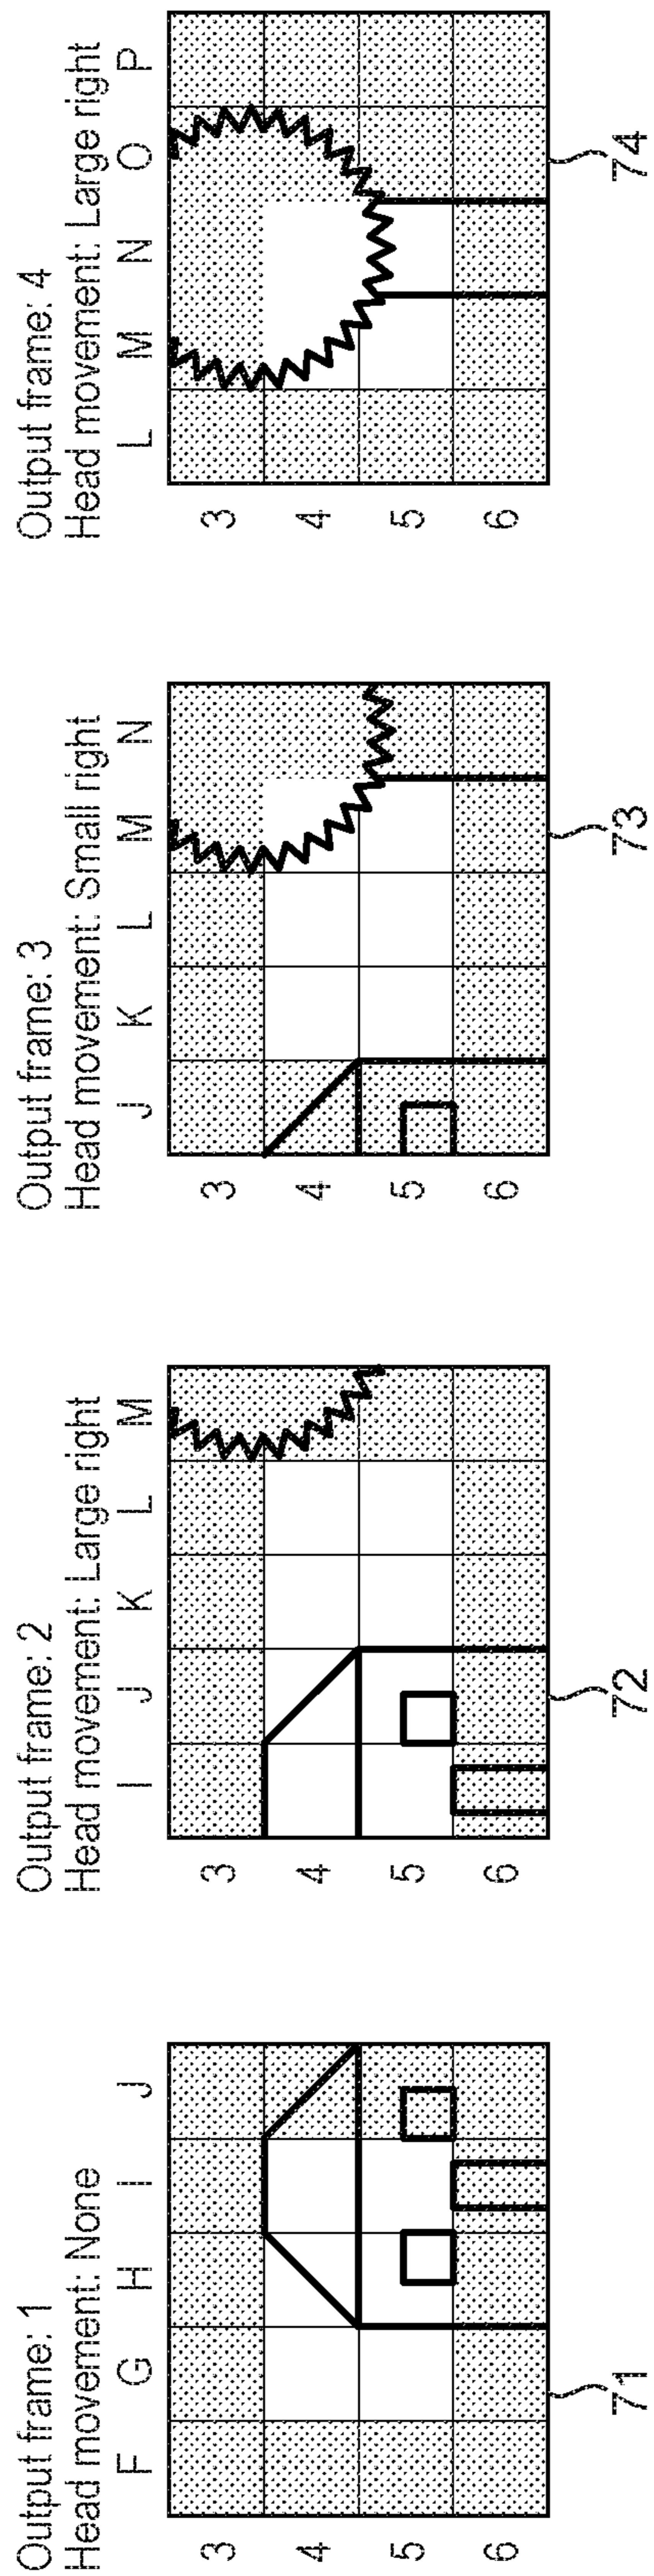 Output frame: 1
Head movement: None
F G H I J
3
4
5
6
71
Output frame: 2
Head movement: Large right
I J K L M
3
4
5
6
72
Output frame: 3
Head movement: Small right
J K L M N
3
4
5
6
73
Output frame: 4
Head movement: Large right
L M N O P
3
4
5
6
74